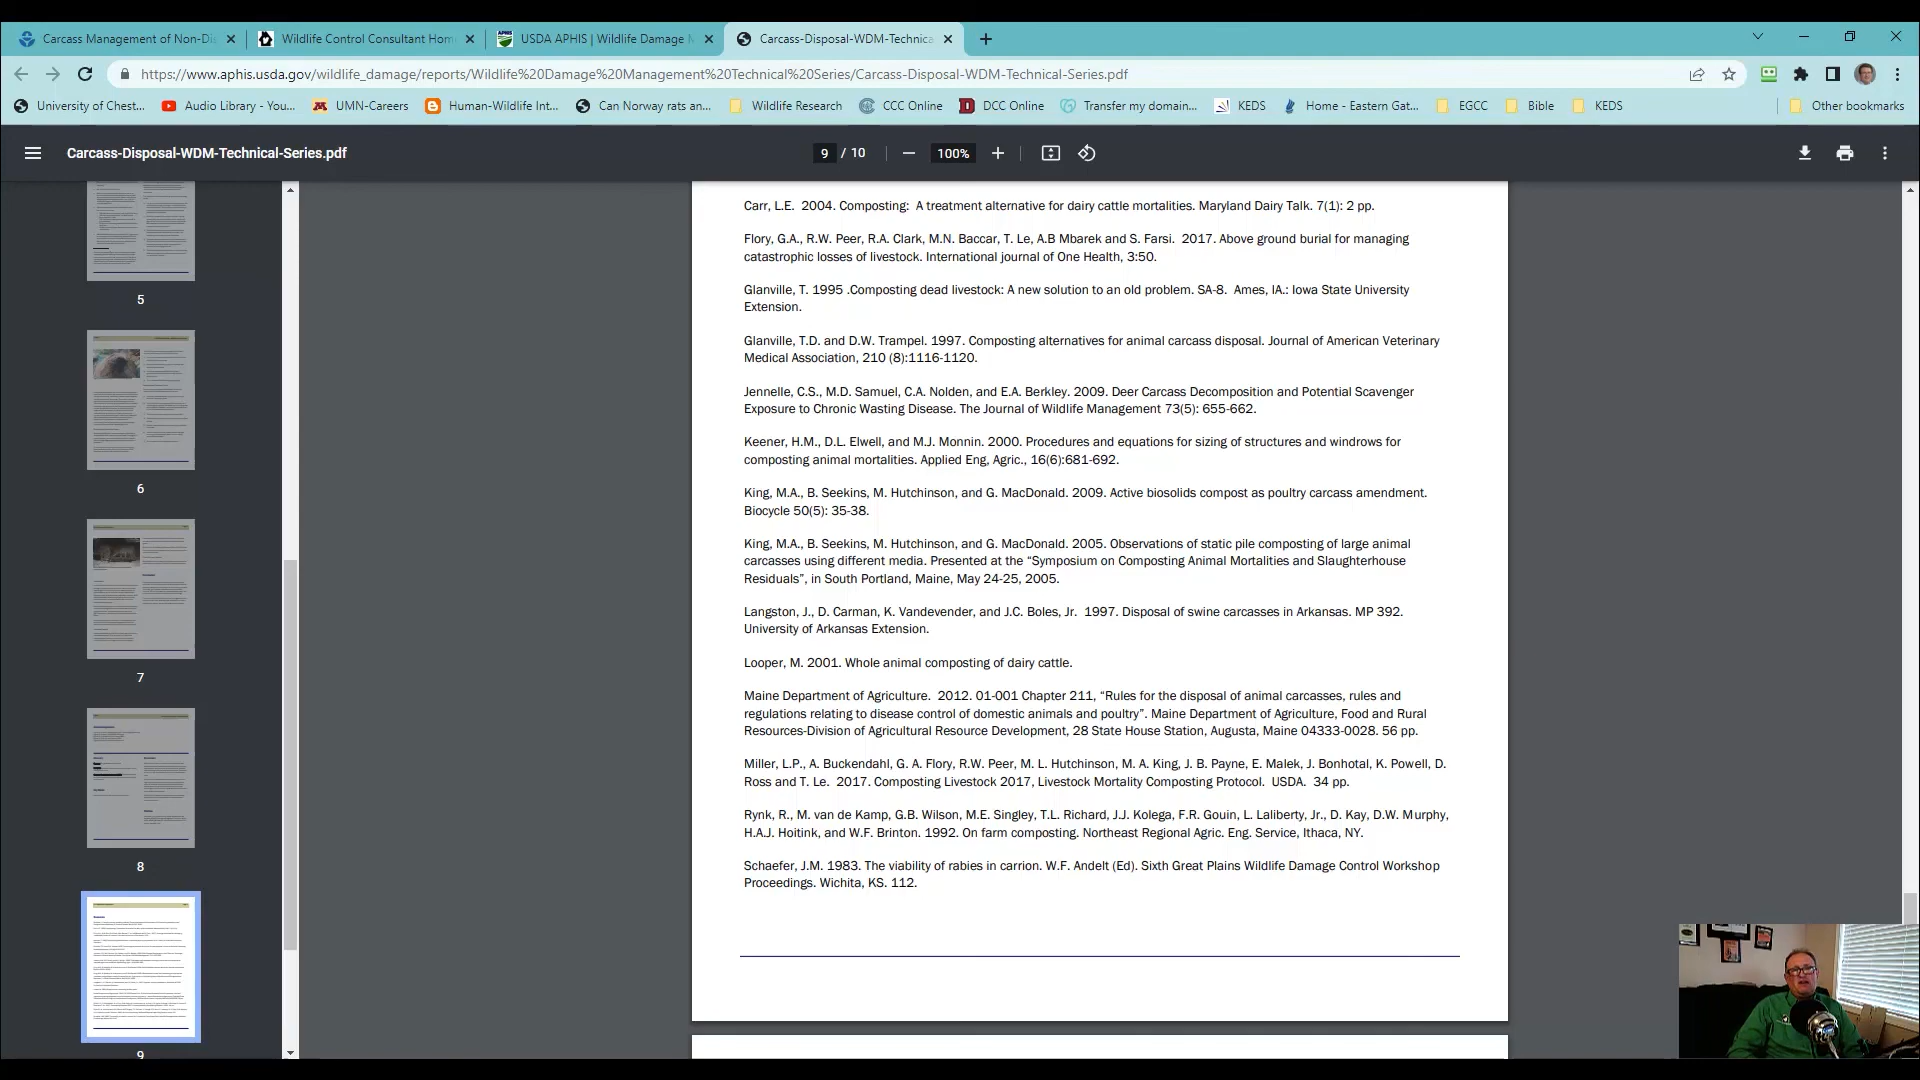 Carcass Management of Non-Di
Wildlife Control Consultant Hom
USDA APHIS | Wildlife Damage M
Carcass-Disposal-WDM-Technica
https://www.aphis.usda.gov/wildlife_damage/reports/Wildlife%20Damage%20Management%20Technical%20Series/Carcass-Disposal-WDM-Technical-Series.pdf
University of Chest... Audio Library - You... UMN-Careers Human-Wildlife Int... Can Norway rats an... Wildlife Research CCC Online DCC Online Transfer my domain... KEDS Home - Eastern Gat... EGCC Bible KEDS Other bookmarks
Carcass-Disposal-WDM-Technical-Series.pdf 9 / 10 100%
5
6
7
8
9
Carr, L.E. 2004. Composting: A treatment alternative for dairy cattle mortalities. Maryland Dairy Talk. 7(1): 2 pp.
Flory, G.A., R.W. Peer, R.A. Clark, M.N. Baccar, T. Le, A.B Mbarek and S. Farsi. 2017. Above ground burial for managing
catastrophic losses of livestock. International journal of One Health, 3:50.
Glanville, T. 1995 .Composting dead livestock: A new solution to an old problem. SA-8. Ames, IA.: Iowa State University
Extension.
Glanville, T.D. and D.W. Trampel. 1997. Composting alternatives for animal carcass disposal. Journal of American Veterinary
Medical Association, 210 (8):1116-1120.
Jennelle, C.S., M.D. Samuel, C.A. Nolden, and E.A. Berkley. 2009. Deer Carcass Decomposition and Potential Scavenger
Exposure to Chronic Wasting Disease. The Journal of Wildlife Management 73(5): 655-662.
Keener, H.M., D.L. Elwell, and M.J. Monnin. 2000. Procedures and equations for sizing of structures and windrows for
composting animal mortalities. Applied Eng, Agric., 16(6):681-692.
King, M.A., B. Seekins, M. Hutchinson, and G. MacDonald. 2009. Active biosolids compost as poultry carcass amendment.
Biocycle 50(5): 35-38.
King, M.A., B. Seekins, M. Hutchinson, and G. MacDonald. 2005. Observations of static pile composting of large animal
carcasses using different media. Presented at the “Symposium on Composting Animal Mortalities and Slaughterhouse
Residuals”, in South Portland, Maine, May 24-25, 2005.
Langston, J., D. Carman, K. Vandevender, and J.C. Boles, Jr. 1997. Disposal of swine carcasses in Arkansas. MP 392.
University of Arkansas Extension.
Looper, M. 2001. Whole animal composting of dairy cattle.
Maine Department of Agriculture. 2012. 01-001 Chapter 211, “Rules for the disposal of animal carcasses, rules and
regulations relating to disease control of domestic animals and poultry”. Maine Department of Agriculture, Food and Rural
Resources-Division of Agricultural Resource Development, 28 State House Station, Augusta, Maine 04333-0028. 56 pp.
Miller, L.P., A. Buckendahl, G. A. Flory, R.W. Peer, M. L. Hutchinson, M. A. King, J. B. Payne, E. Malek, J. Bonhotal, K. Powell, D.
Ross and T. Le. 2017. Composting Livestock 2017, Livestock Mortality Composting Protocol. USDA. 34 pp.
Rynk, R., M. van de Kamp, G.B. Wilson, M.E. Singley, T.L. Richard, J.J. Kolega, F.R. Gouin, L. Laliberty, Jr., D. Kay, D.W. Murphy,
H.A.J. Hoitink, and W.F. Brinton. 1992. On farm composting. Northeast Regional Agric. Eng. Service, Ithaca, NY.
Schaefer, J.M. 1983. The viability of rabies in carrion. W.F. Andelt (Ed). Sixth Great Plains Wildlife Damage Control Workshop
Proceedings. Wichita, KS. 112.